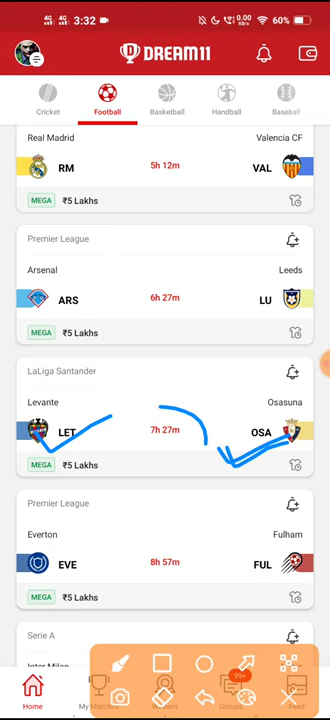 4G 4G 3:32 0.00 KB/s 60%
DREAM11
Cricket Football Basketball Handball Baseball
Real Madrid Valencia CF
RM 5h 12m VAL
MEGA ₹5 Lakhs
Premier League
Arsenal Leeds
ARS 6h 27m LU
MEGA ₹5 Lakhs
LaLiga Santander
Levante Osasuna
LET 7h 27m OSA
MEGA ₹5 Lakhs
Premier League
Everton Fulham
EVE 8h 57m FUL
MEGA ₹5 Lakhs
Serie A
Inter Milan
99+
Home My Matches Winners Groups Feed